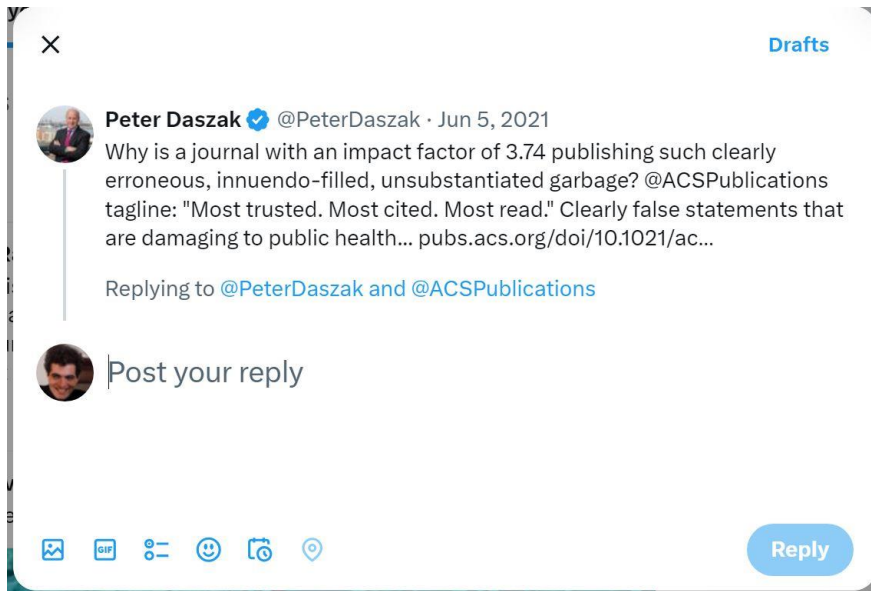 Drafts
Peter Daszak @PeterDaszak · Jun 5, 2021
Why is a journal with an impact factor of 3.74 publishing such clearly
erroneous, innuendo-filled, unsubstantiated garbage? @ACSPublications
tagline: "Most trusted. Most cited. Most read." Clearly false statements that
are damaging to public health... pubs.acs.org/doi/10.1021/ac...
Replying to @PeterDaszak and @ACSPublications
Post your reply
GIF
Reply